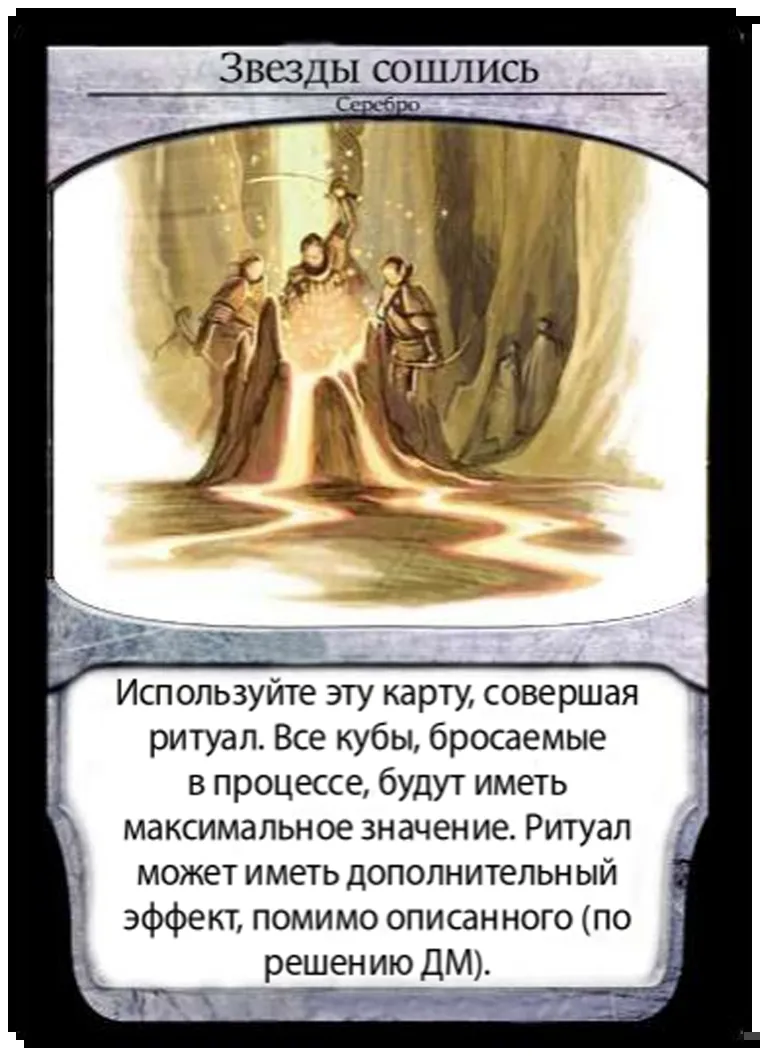 Звезды сошлись
Серебро
Используйте эту карту, совершая
ритуал. Все кубы, бросаемые
в процессе, будут иметь
максимальное значение. Ритуал
может иметь дополнительный
эффект, помимо описанного (по
решению ДМ).